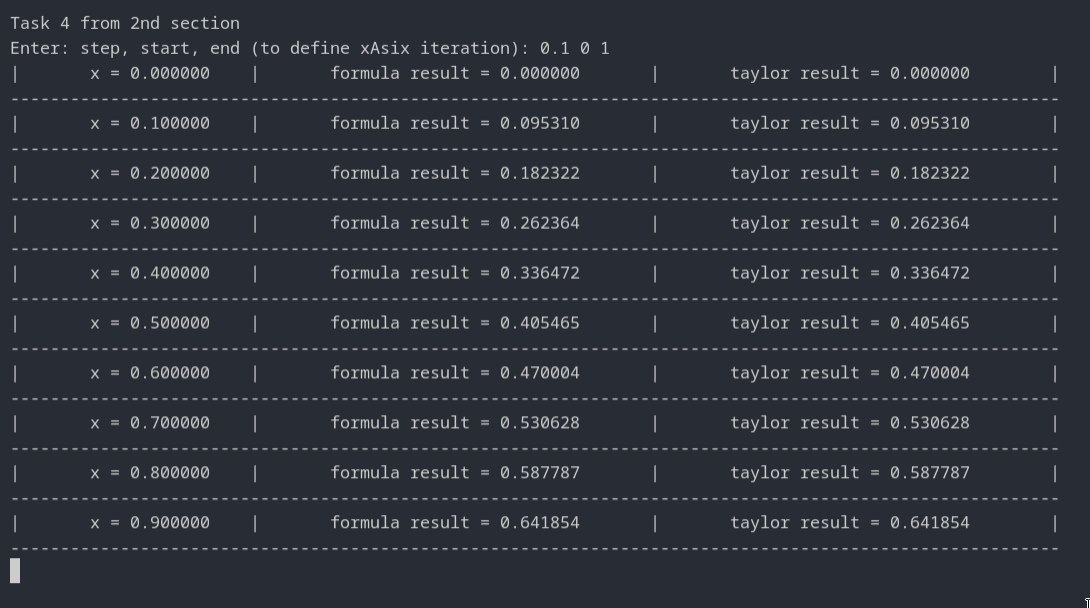 Task 4 from 2nd section
Enter: step, start, end (to define xAsix iteration): 0.1 0 1
|       x = 0.000000    |       formula result = 0.000000       |       taylor result = 0.000000        |
---------------------------------------------------------------------------------------------------------
|       x = 0.100000    |       formula result = 0.095310       |       taylor result = 0.095310        |
---------------------------------------------------------------------------------------------------------
|       x = 0.200000    |       formula result = 0.182322       |       taylor result = 0.182322        |
---------------------------------------------------------------------------------------------------------
|       x = 0.300000    |       formula result = 0.262364       |       taylor result = 0.262364        |
---------------------------------------------------------------------------------------------------------
|       x = 0.400000    |       formula result = 0.336472       |       taylor result = 0.336472        |
---------------------------------------------------------------------------------------------------------
|       x = 0.500000    |       formula result = 0.405465       |       taylor result = 0.405465        |
---------------------------------------------------------------------------------------------------------
|       x = 0.600000    |       formula result = 0.470004       |       taylor result = 0.470004        |
---------------------------------------------------------------------------------------------------------
|       x = 0.700000    |       formula result = 0.530628       |       taylor result = 0.530628        |
---------------------------------------------------------------------------------------------------------
|       x = 0.800000    |       formula result = 0.587787       |       taylor result = 0.587787        |
---------------------------------------------------------------------------------------------------------
|       x = 0.900000    |       formula result = 0.641854       |       taylor result = 0.641854        |
---------------------------------------------------------------------------------------------------------